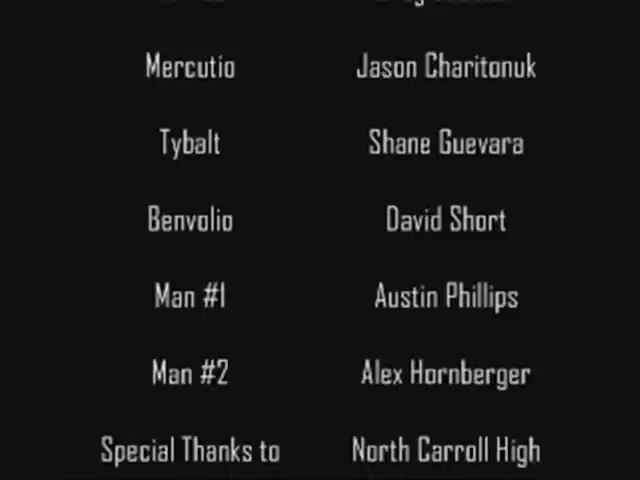 Mercutio Jason Charitonuk
Tybalt Shane Guevara
Benvolio David Short
Man #1 Austin Phillips
Man #2 Alex Hornberger
Special Thanks to North Carroll High